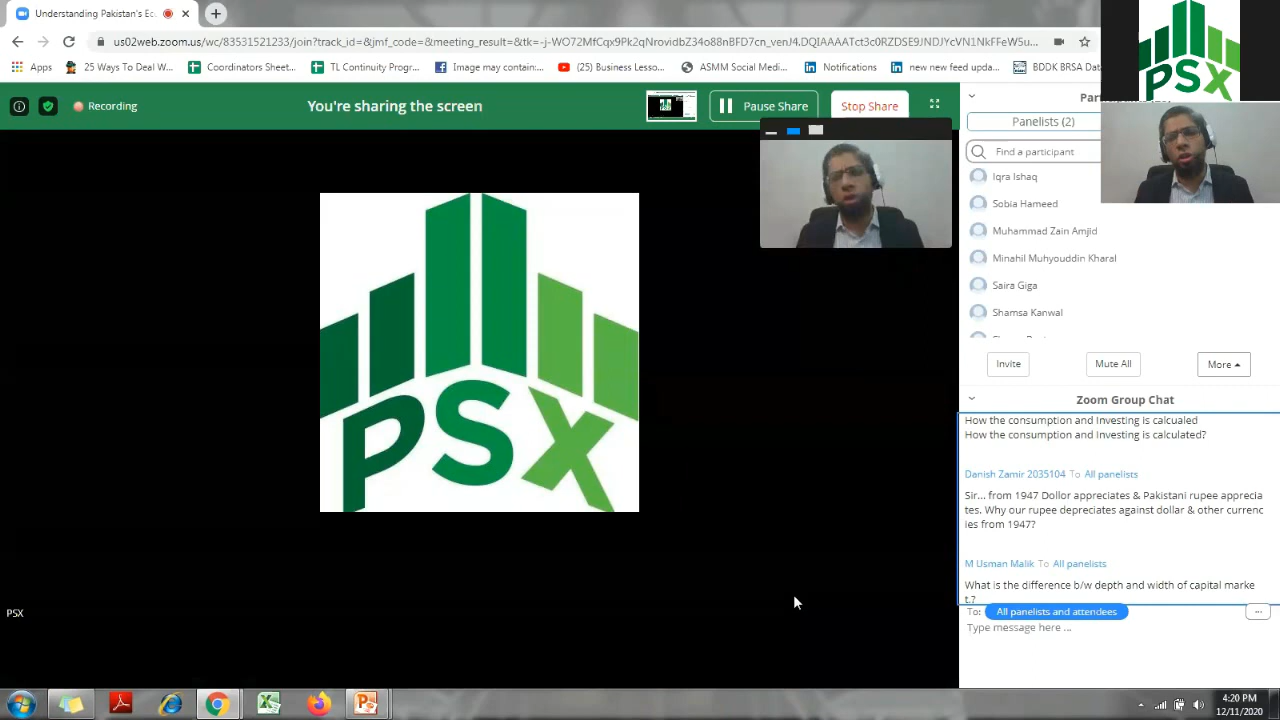 Understanding Pakistan's Ec
us02web.zoom.us/wc/83531521233/join?track_id=&jmf_code=&meeting_result=&tk=
Apps
25 Ways To Deal W...
Coordinators Sheet...
TL Continuity Progr...
Image may contain:...
(25) Business Lesso...
ASMM Social Medi...
Notifications
new new feed upda...
BDDK BRSA Dat
PSX
Recording
You're sharing the screen
Pause Share
Stop Share
Panelists (2)
Find a participant
Iqra Ishaq
Sobia Hameed
Muhammad Zain Amjid
Minahil Muhyouddin Kharal
Saira Giga
Shamsa Kanwal
PSX
Invite
Mute All
More
Zoom Group Chat
How the consumption and Investing is calcualed
How the consumption and Investing is calculated?
Danish Zamir 2035104 To All panelists
Sir... from 1947 Dollor appreciates & Pakistani rupee apprecia
tes. Why our rupee depreciates against dollar & other currenc
ies from 1947?
M Usman Malik To All panelists
What is the difference b/w depth and width of capital marke
t.?
To: All panelists and attendees ...
Type message here ...
PSX
4:20 PM
12/11/2020